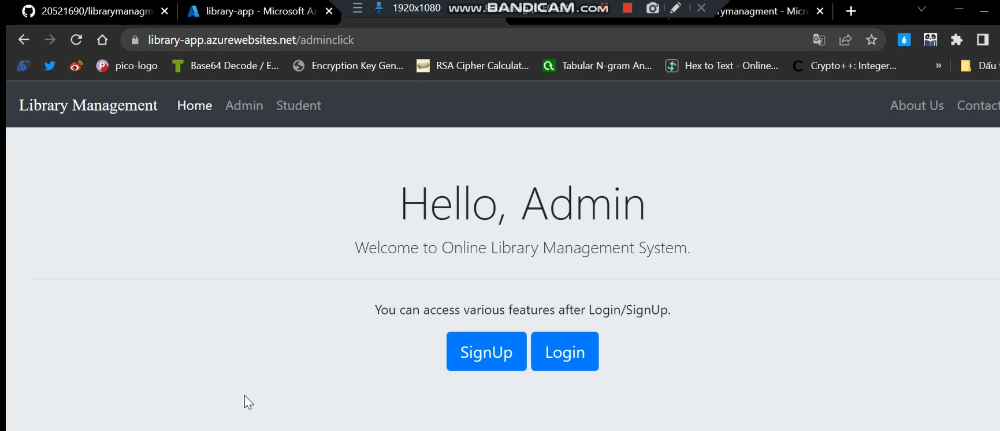 20521690/librarymanagm
library-app - Microsoft Az
1920x1080
www.BANDICAM.com
rymanagment - Micro
library-app.azurewebsites.net/adminclick
pico-logo
Base64 Decode / E...
Encryption Key Gen...
RSA Cipher Calculat...
Tabular N-gram An...
Hex to Text - Online...
Crypto++: Integer...
»
Dấu
Library Management
Home
Admin
Student
About Us
Contac
Hello, Admin
Welcome to Online Library Management System.
You can access various features after Login/SignUp.
SignUp
Login